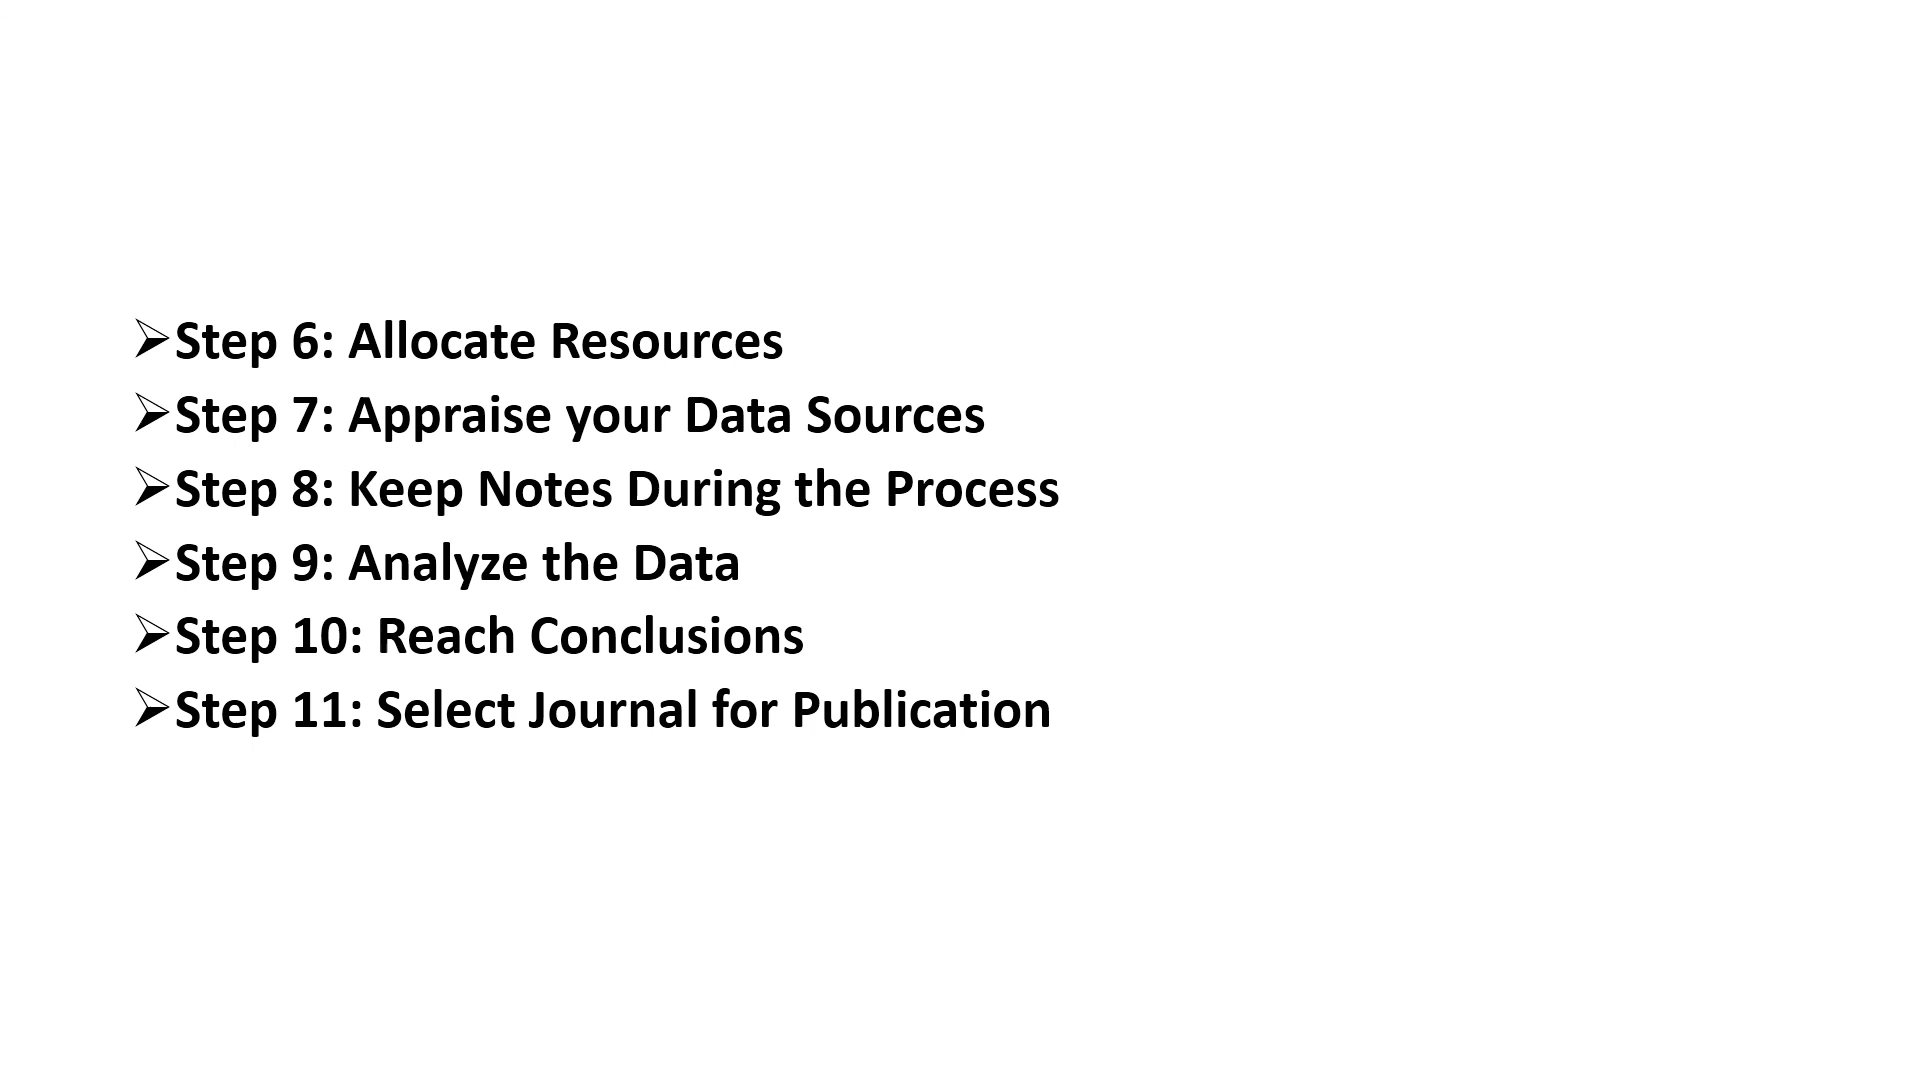 ➢Step 6: Allocate Resources
➢Step 7: Appraise your Data Sources
➢Step 8: Keep Notes During the Process
➢Step 9: Analyze the Data
➢Step 10: Reach Conclusions
➢Step 11: Select Journal for Publication